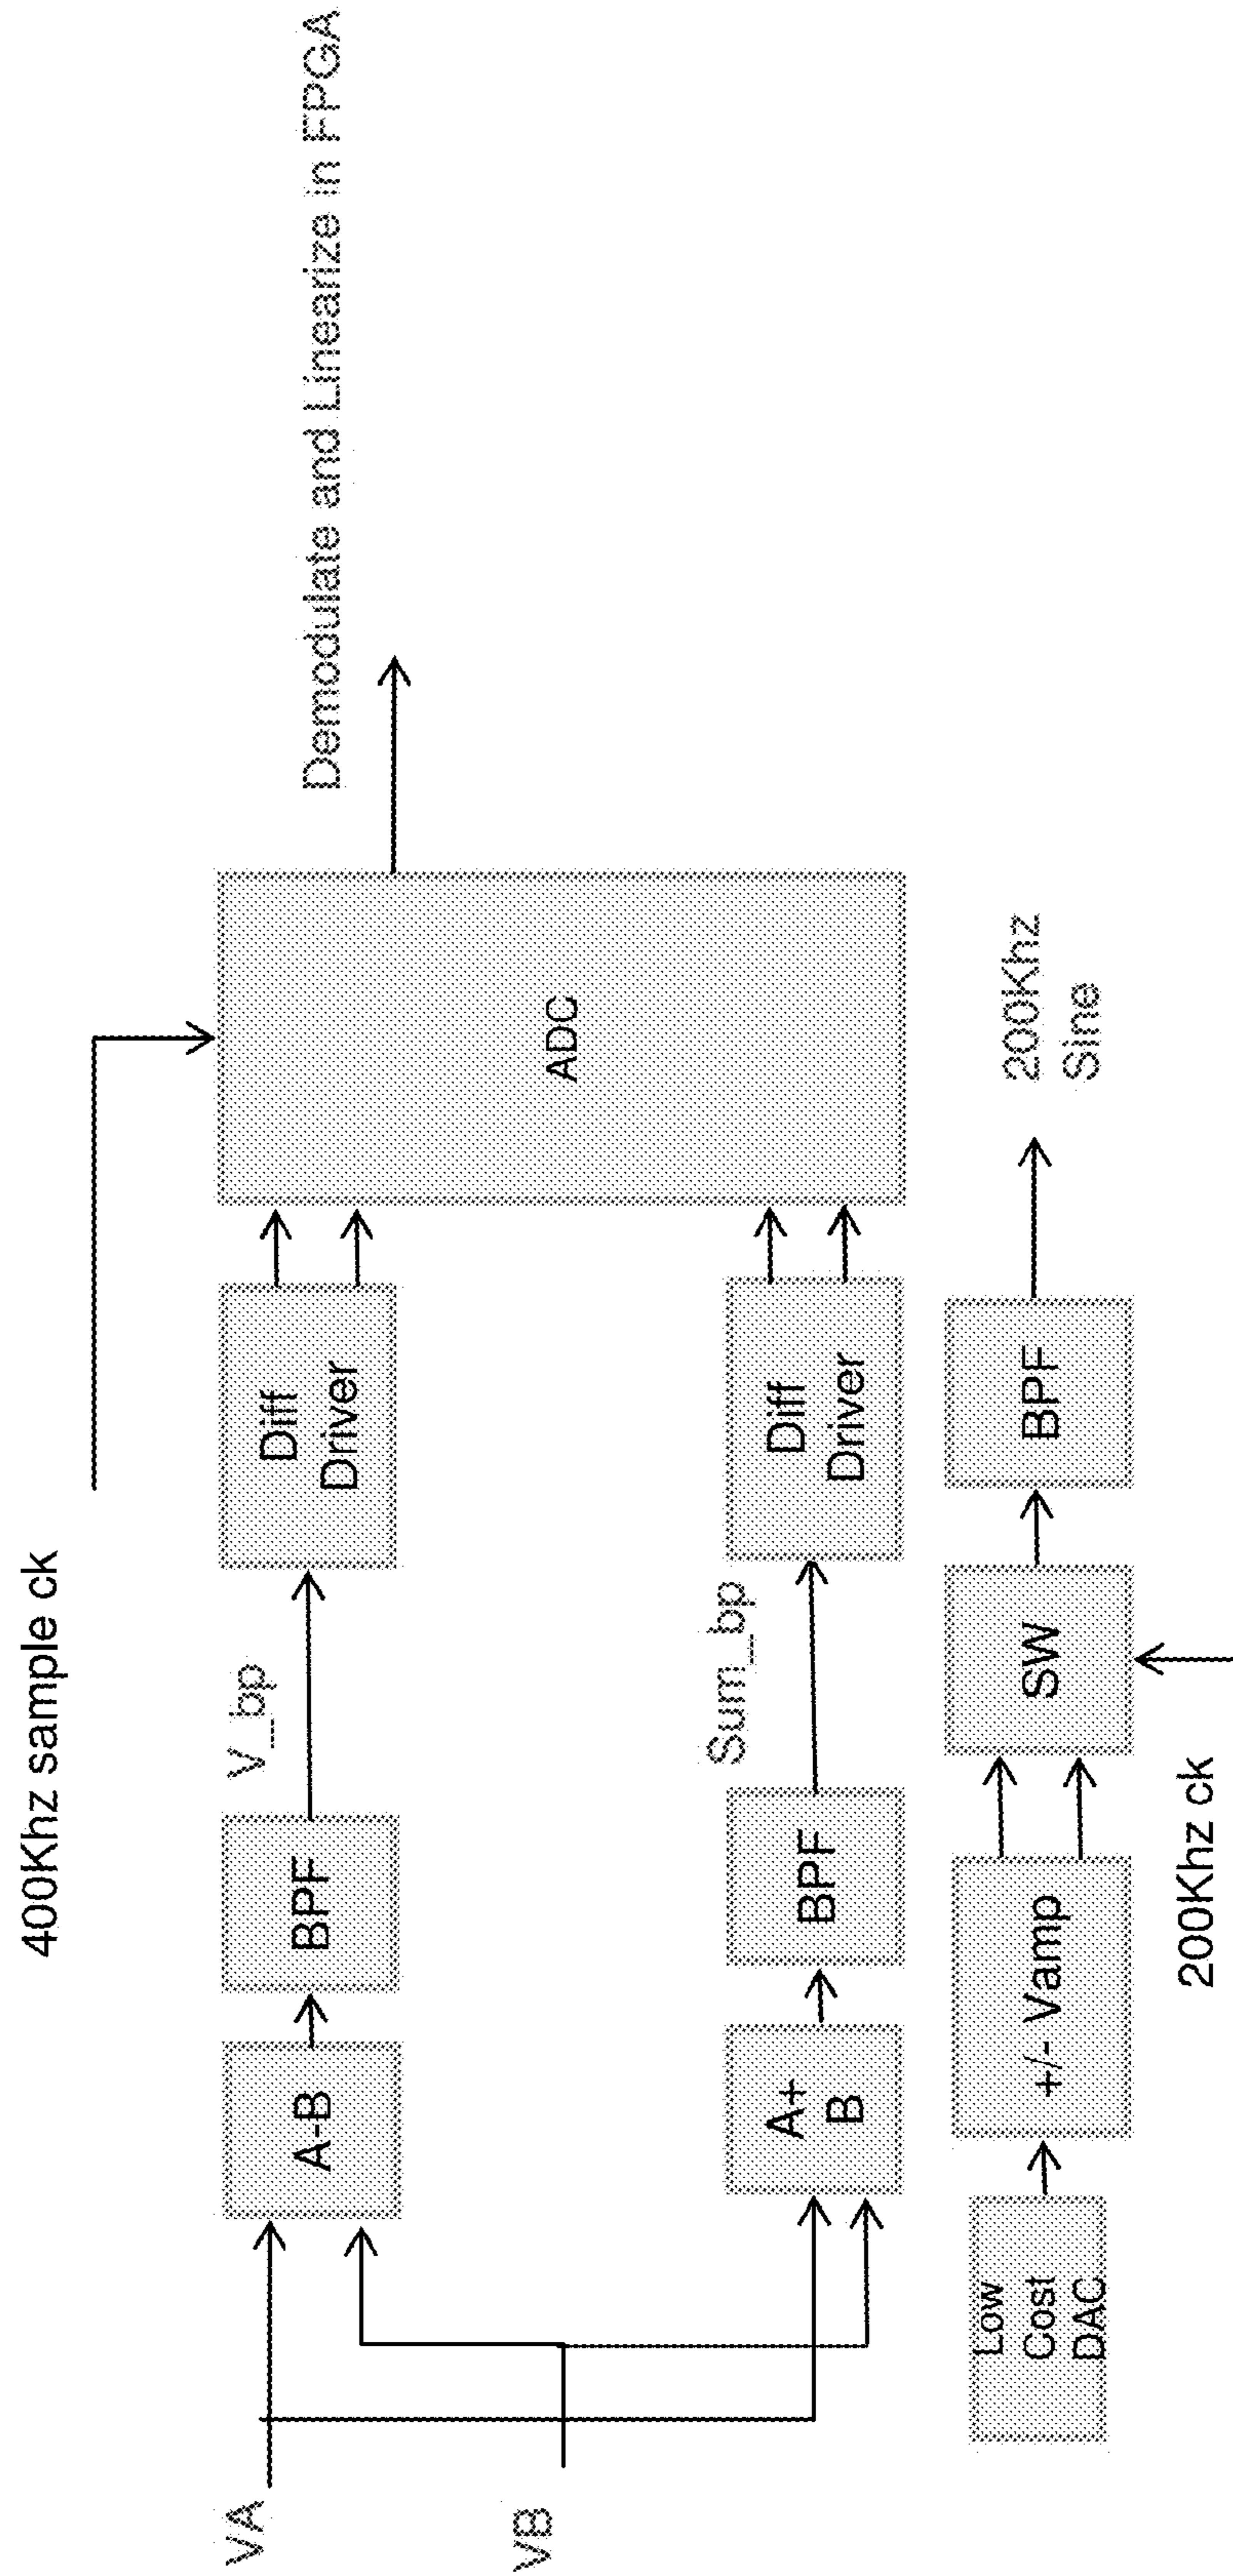 400Khz sample ck
VA
A-B
BPF
V_bp
Diff
Driver
Demodulate and Linearize in FPGA
ADC
VB
A+
B
BPF
Sum_bp
Diff
Driver
Low
Cost
DAC
+/- Vamp
SW
BPF
200Khz
Sine
200Khz ck